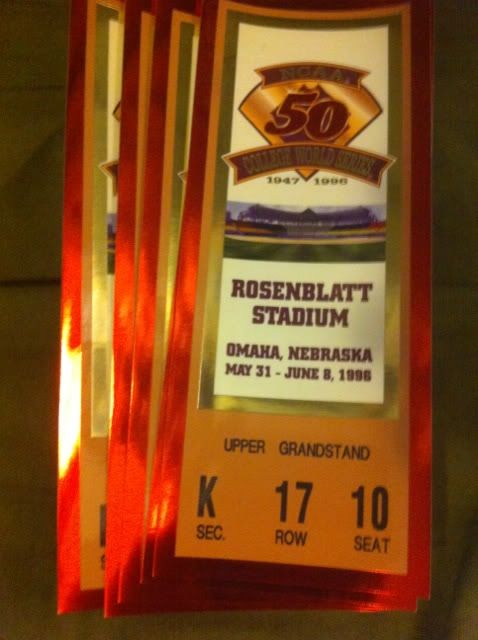 NCAA
50
COLLEGE WORLD SERIES
1947 1996
ROSENBLATT
STADIUM
OMAHA, NEBRASKA
MAY 31 - JUNE 8, 1996
UPPER GRANDSTAND
K 17 10
SEC. ROW SEAT